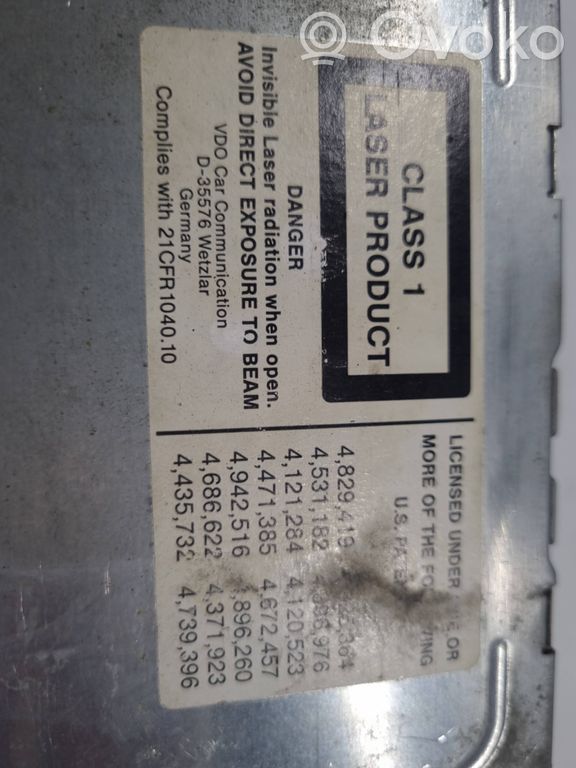 Ovoko
CLASS 1
LASER PRODUCT
DANGER
Invisible Laser radiation when open.
AVOID DIRECT EXPOSURE TO BEAM
VDO Car Communication
D-35576 Wetzlar
Germany
Complies with 21CFR1040.10
LICENSED UNDER OR
MORE OF THE
U.S.
4,829,419
4,531,182
4,121,284 4,120,523
4,471,385 4,672,457
4,942,516
4,686,622 4,371,923
4,435,732 4,739,396